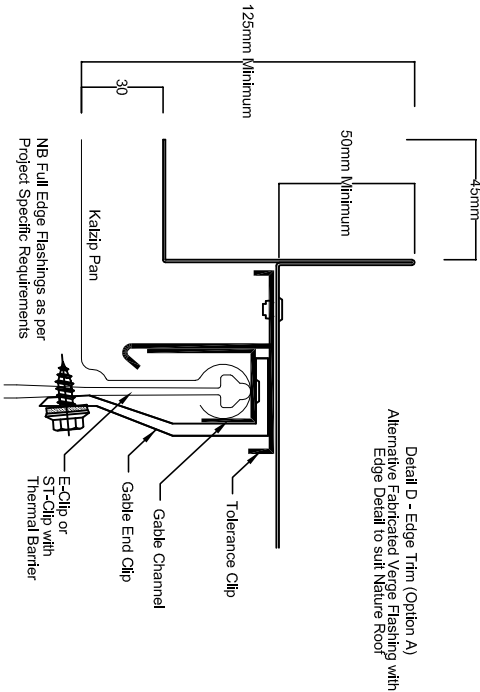 Detail D - Edge Trim (Option A)
Alternative Fabricated Verge Flashing with
Edge Detail to suit Nature Roof
45mm
50mm Minimum
125mm Minimum
30
Kalzip Pan
NB Full Edge Flashings as per
Project Specific Requirements
Tolerance Clip
Gable Channel
Gable End Clip
E-Clip or
ST-Clip with
Thermal Barrier